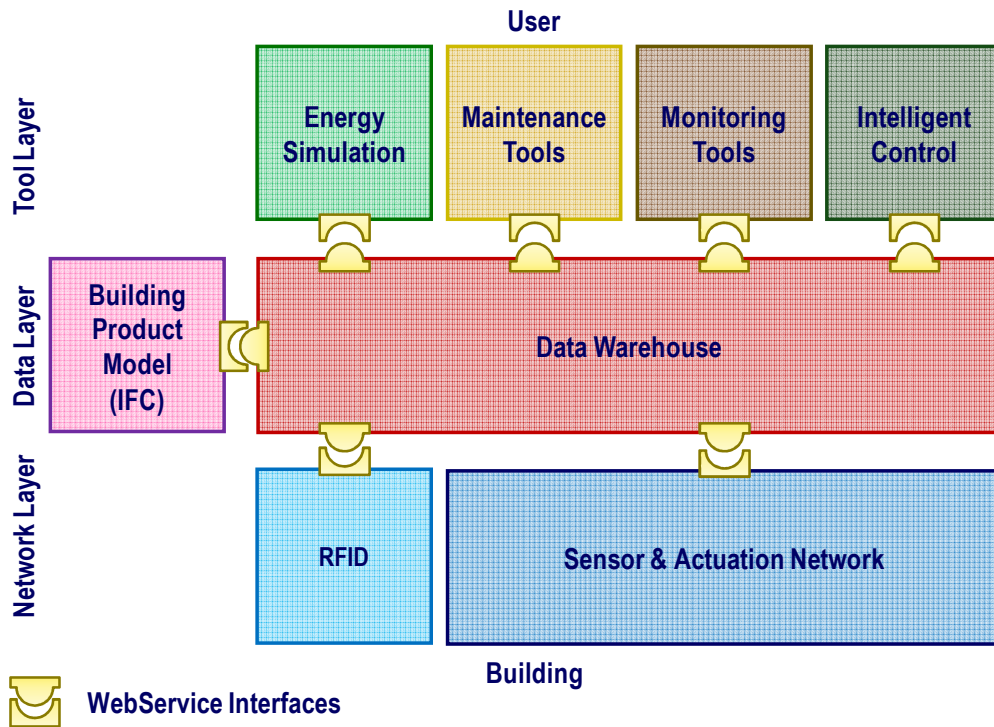 User
Tool Layer
Energy
Simulation
Maintenance
Tools
Monitoring
Tools
Intelligent
Control
Data Layer
Building
Product
Model
(IFC)
Data Warehouse
Network Layer
RFID
Sensor & Actuation Network
Building
WebService Interfaces